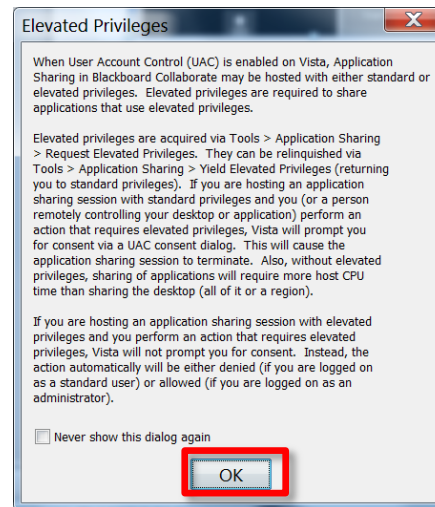 Elevated Privileges
When User Account Control (UAC) is enabled on Vista, Application
Sharing in Blackboard Collaborate may be hosted with either standard or
elevated privileges. Elevated privileges are required to share
applications that use elevated privileges.
Elevated privileges are acquired via Tools > Application Sharing
> Request Elevated Privileges. They can be relinquished via
Tools > Application Sharing > Yield Elevated Privileges (returning
you to standard privileges). If you are hosting an application
sharing session with standard privileges and you (or a person
remotely controlling your desktop or application) perform an
action that requires elevated privileges, Vista will prompt you
for consent via a UAC consent dialog. This will cause the
application sharing session to terminate. Also, without elevated
privileges, sharing of applications will require more host CPU
time than sharing the desktop (all of it or a region).
If you are hosting an application sharing session with elevated
privileges and you perform an action that requires elevated
privileges, Vista will not prompt you for consent. Instead, the
action automatically will be either denied (if you are logged on
as a standard user) or allowed (if you are logged on as an
administrator).
Never show this dialog again
OK